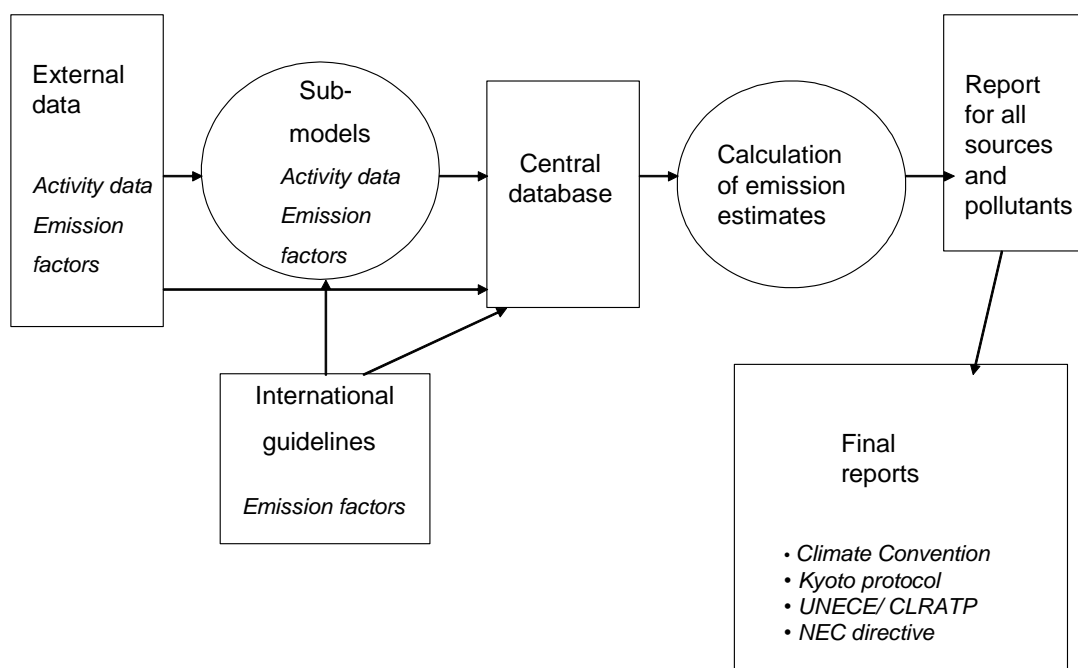 External
data
Activity data
Emission
factors
Sub-
models
Activity data
Emission
factors
Central
database
Calculation
of emission
estimates
Report
for all
sources
and
pollutants
International
guidelines
Emission factors
Final
reports
• Climate Convention
• Kyoto protocol
• UNECE/ CLRATP
• NEC directive